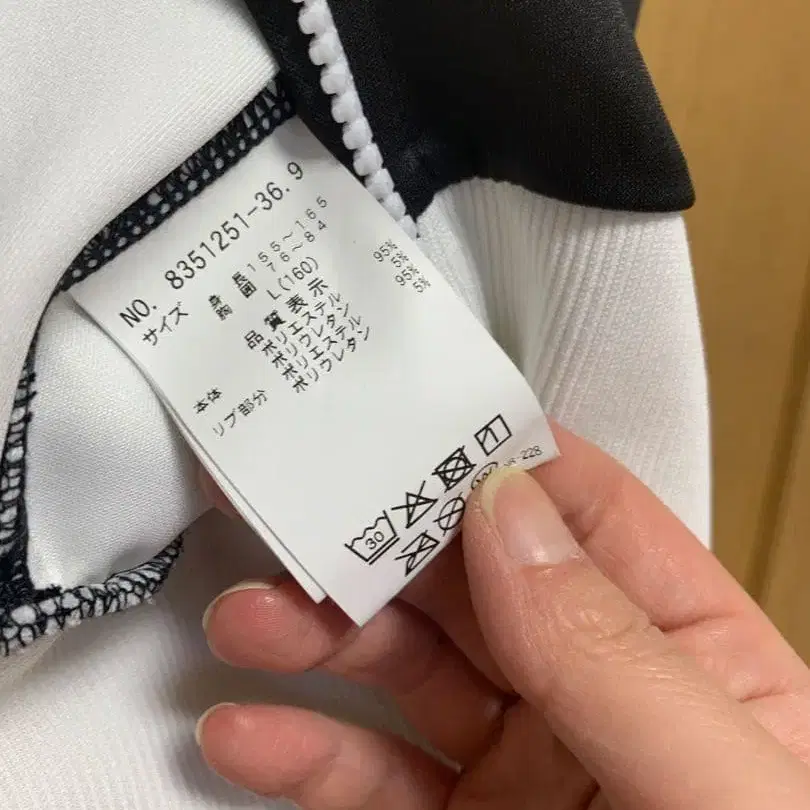 NO. 8351251-36.9
サイズ 身長 155~165
胸囲 76~84
L(160)
品質表示
本体 ポリエステル 95%
ポリウレタン 5%
リブ部分 ポリエステル 95%
ポリウレタン 5%
30
-228